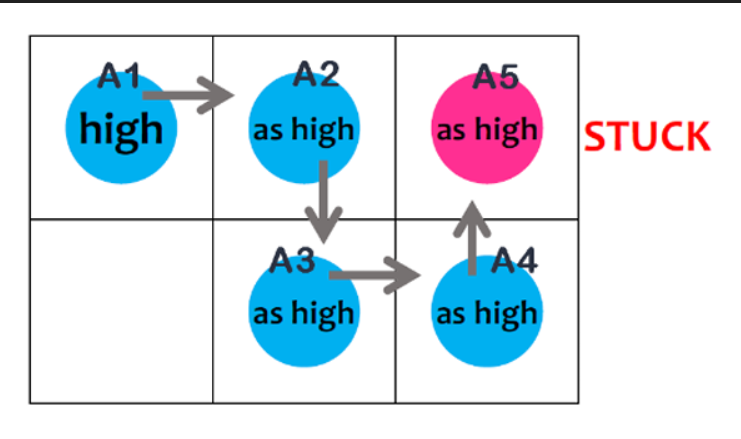 A1
high
A2
as high
A5
as high
STUCK
A3
as high
A4
as high